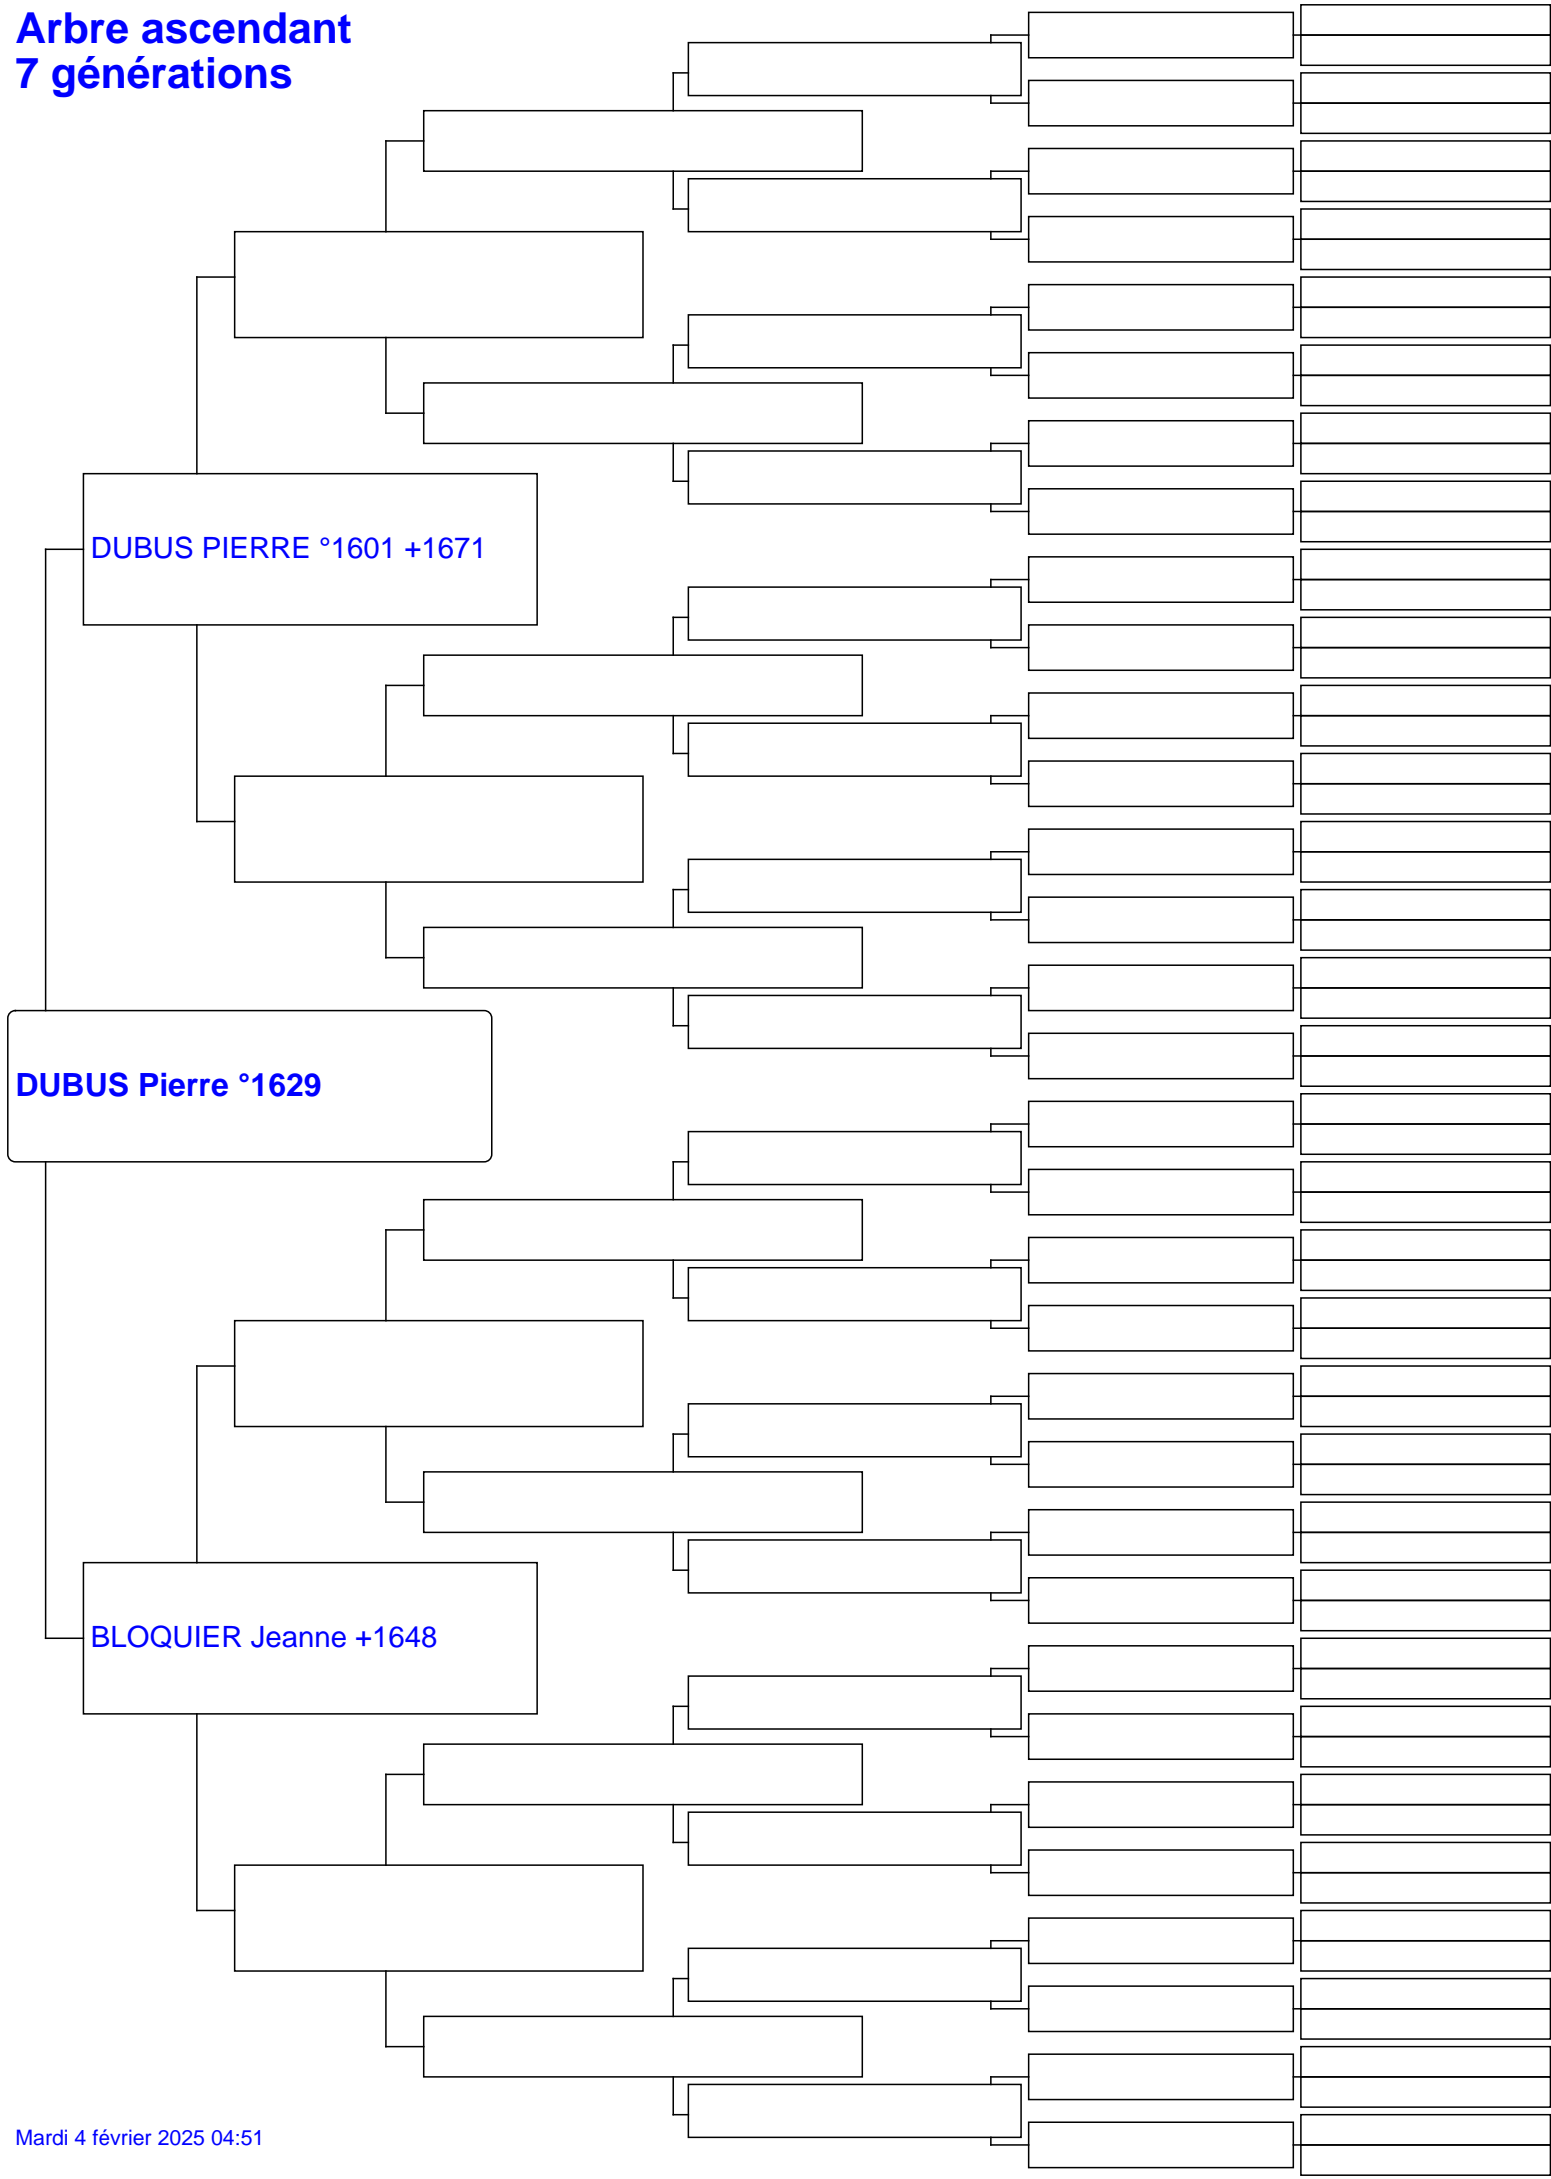 Arbre ascendant
7 générations
DUBUS PIERRE °1601 +1671
DUBUS Pierre °1629
BLOQUIER Jeanne +1648
Mardi 4 février 2025 04:51